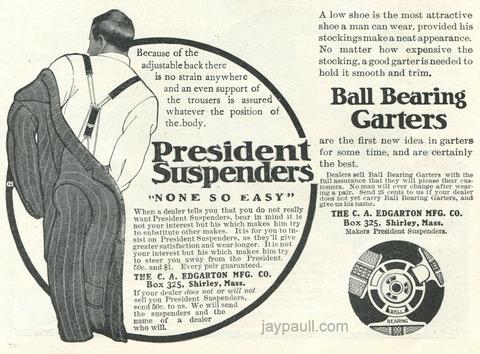 Because of the
adjustable back there
is no strain anywhere
and an even support of
the trousers is assured
whatever the position of
the body.
President
Suspenders
"NONE SO EASY"
When a dealer tells you that you do not really
want President Suspenders, bear in mind it is
not your interest but his which makes him try
to substitute other makes. It is for you to in-
sist on President Suspenders, as they'll give
greater satisfaction and wear longer. It is not
your interest but his which makes him try
to steer you away from the President.
50c. and $1. Every pair guaranteed.
THE C. A. EDGARTON MFG. CO.
Box 325, Shirley, Mass.
If your dealer does not or will not
sell you President Suspenders,
send 50c. to us. We will send
the suspenders and the
name of a dealer
who will.
A low shoe is the most attractive
shoe a man can wear, provided his
stockings make a neat appearance.
No matter how expensive the
stocking, a good garter is needed to
hold it smooth and trim.
Ball Bearing
Garters
are the first new idea in garters
for some time, and are certainly
the best.
Dealers sell Ball Bearing Garters with the
full assurance that they will please their cus-
tomers. No man will ever change after wear-
ing a pair. Send 25 cents to us if your dealer
does not yet carry Ball Bearing Garters, and
give us his name.
THE C. A. EDGARTON MFG. CO.
Box 325, Shirley, Mass.
Makers President Suspenders.
BALL
BEARING
jaypaull.com